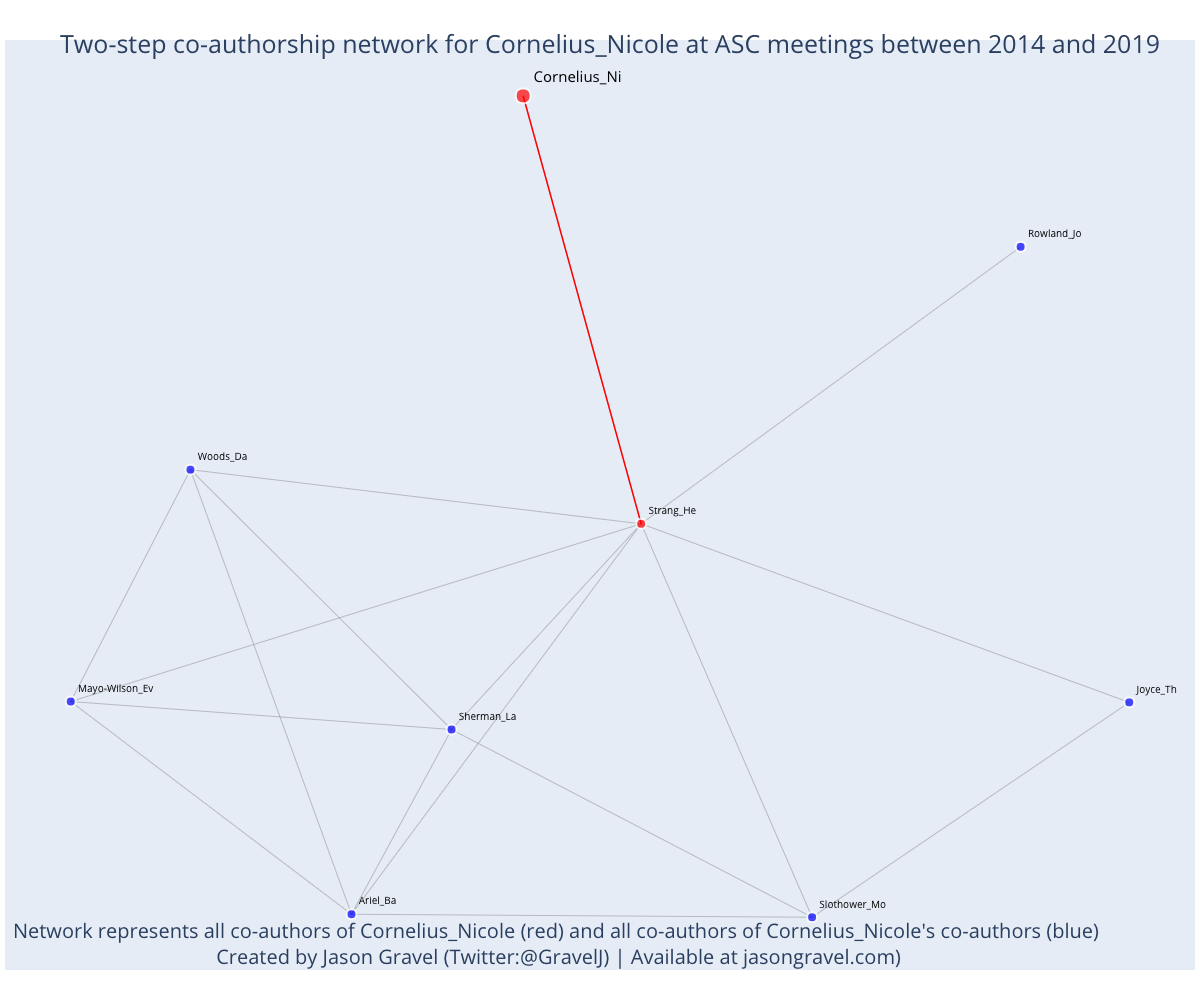 Two-step co-authorship network for Cornelius_Nicole at ASC meetings between 2014 and 2019
Cornelius_Ni
Rowland_Jo
Woods_Da
Strang_He
Mayo-Wilson_Ev
Joyce_Th
Sherman_La
Ariel_Ba
Slothower_Mo
Network represents all co-authors of Cornelius_Nicole (red) and all co-authors of Cornelius_Nicole's co-authors (blue)
Created by Jason Gravel (Twitter:@GravelJ) | Available at jasongravel.com)